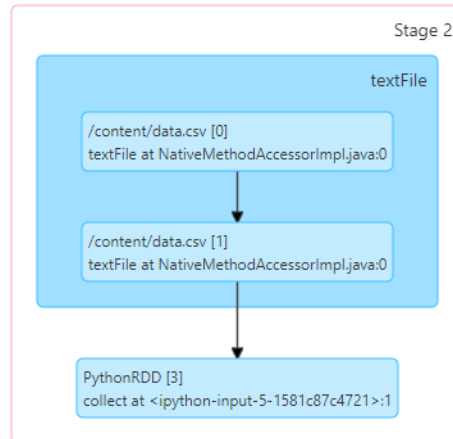 Stage 2
textFile
/content/data.csv [0]
textFile at NativeMethodAccessorImpl.java:0
/content/data.csv [1]
textFile at NativeMethodAccessorImpl.java:0
PythonRDD [3]
collect at <ipython-input-5-1581c87c4721>:1